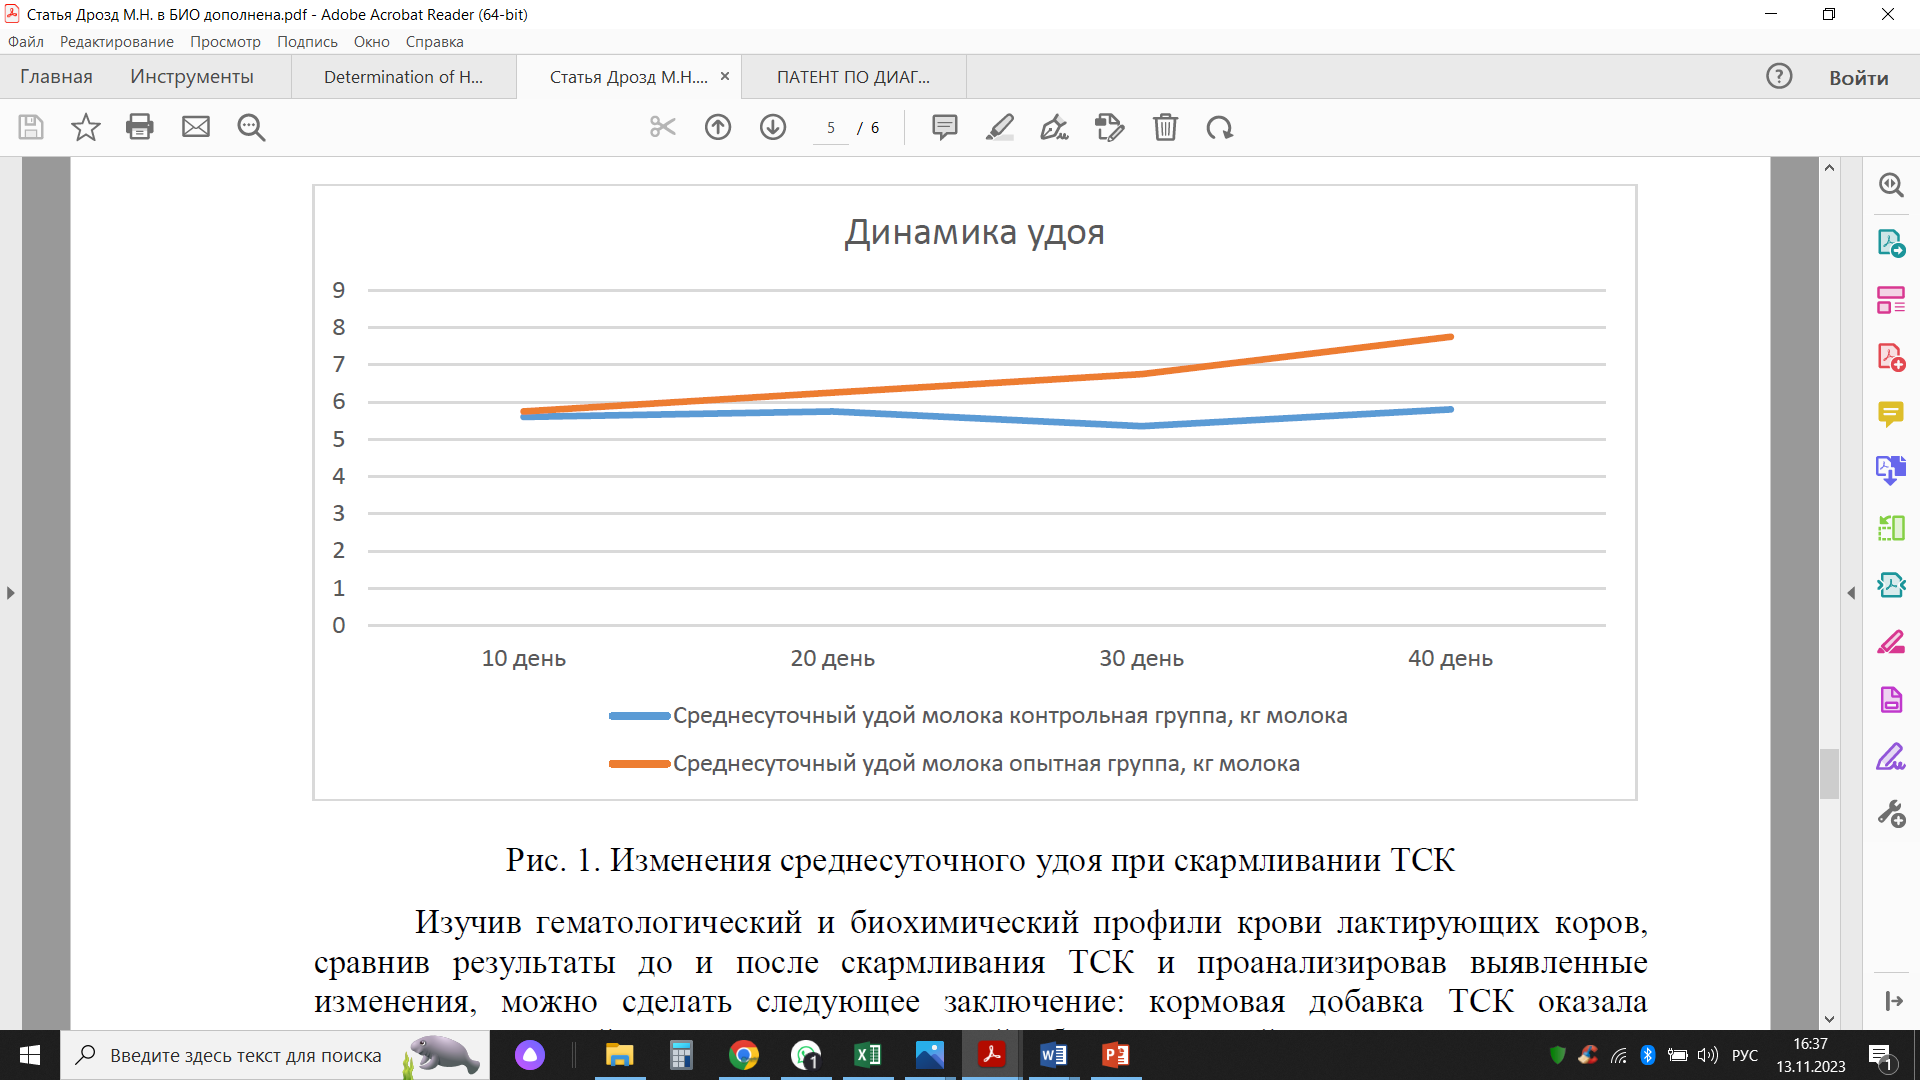 Статья Дрозд М.Н. в БИО дополнена.pdf - Adobe Acrobat Reader (64-bit)
Файл Редактирование Просмотр Подпись Окно Справка
Главная Инструменты Determination of H... Статья Дрозд М.Н.... × ПАТЕНТ ПО ДИАГ... ? Войти
5 / 6
Динамика удоя
9
8
7
6
5
4
3
2
1
0
10 день 20 день 30 день 40 день
Среднесуточный удой молока контрольная группа, кг молока
Среднесуточный удой молока опытная группа, кг молока
Рис. 1. Изменения среднесуточного удоя при скармливании ТСК
Изучив гематологический и биохимический профили крови лактирующих коров,
сравнив результаты до и после скармливания ТСК и проанализировав выявленные
изменения, можно сделать следующее заключение: кормовая добавка ТСК оказала
Введите здесь текст для поиска
1
РУС
16:37
13.11.2023
1